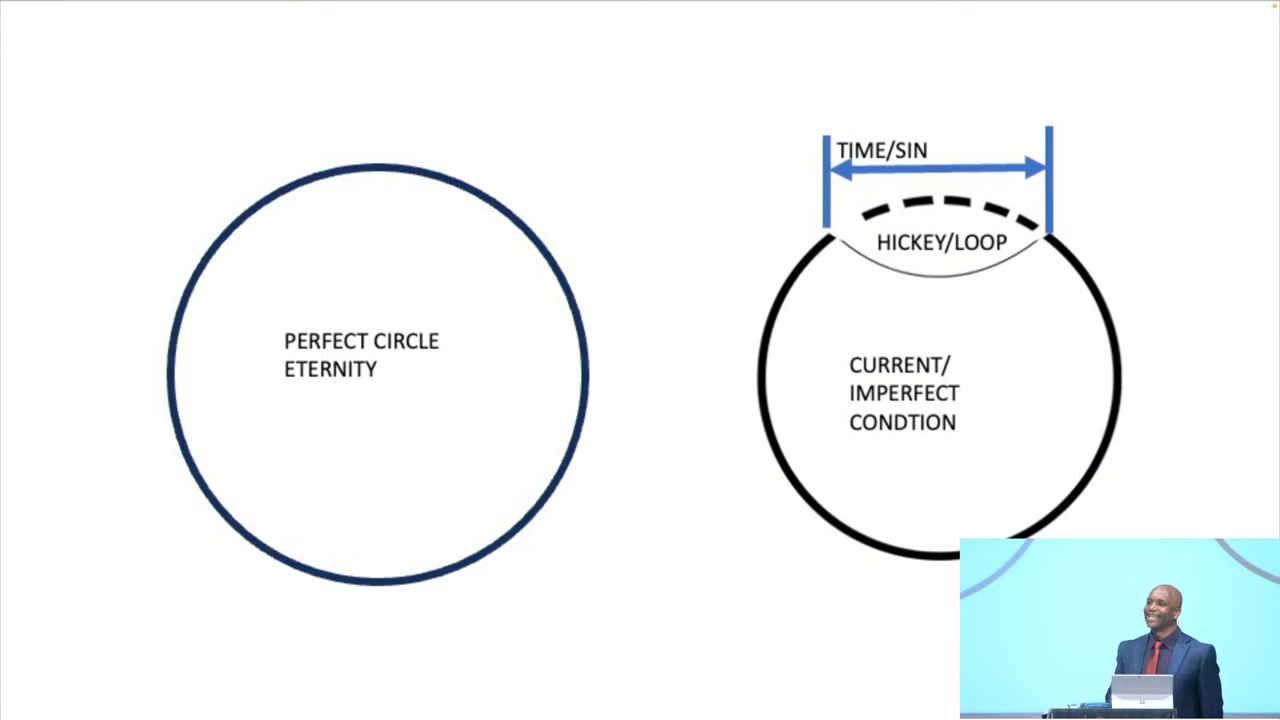 PERFECT CIRCLE
ETERNITY
TIME/SIN
HICKEY/LOOP
CURRENT/
IMPERFECT
CONDTION